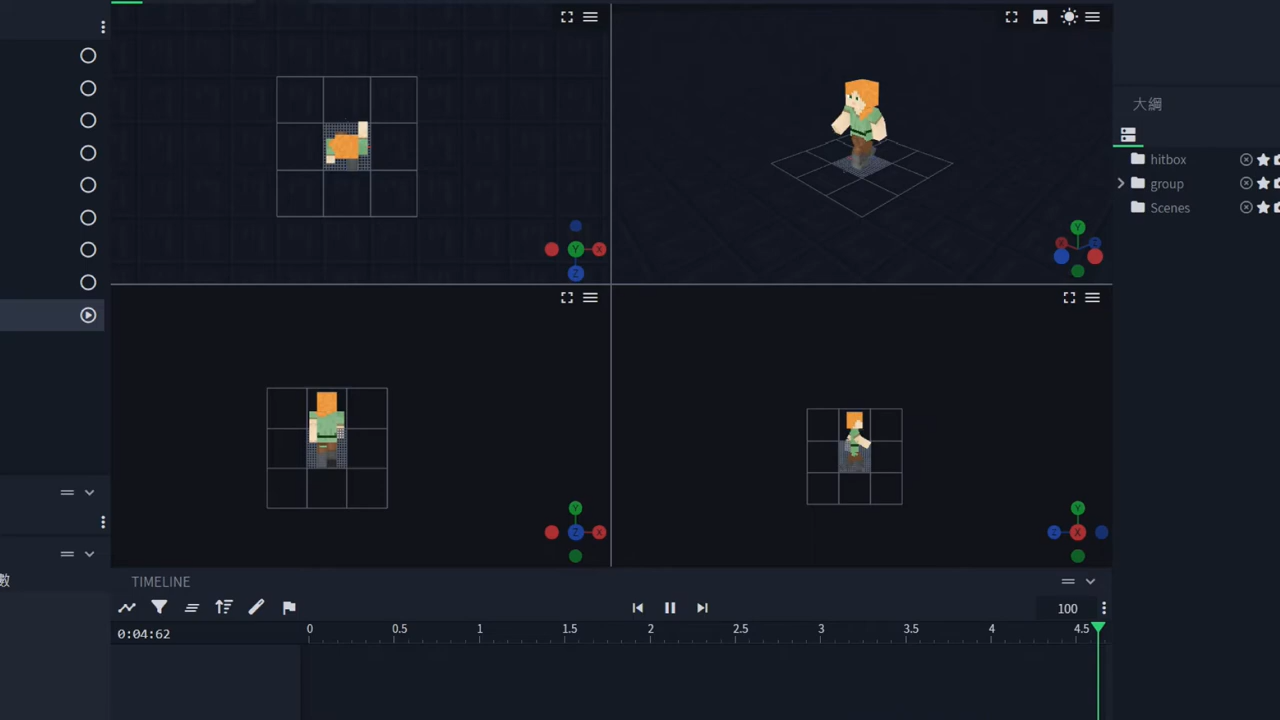 大綱
hitbox
group
Scenes
Y X Z
Y X Z
Y Z X
Y Z X
數
TIMELINE
100
0:04:62
0 0.5 1 1.5 2 2.5 3 3.5 4 4.5